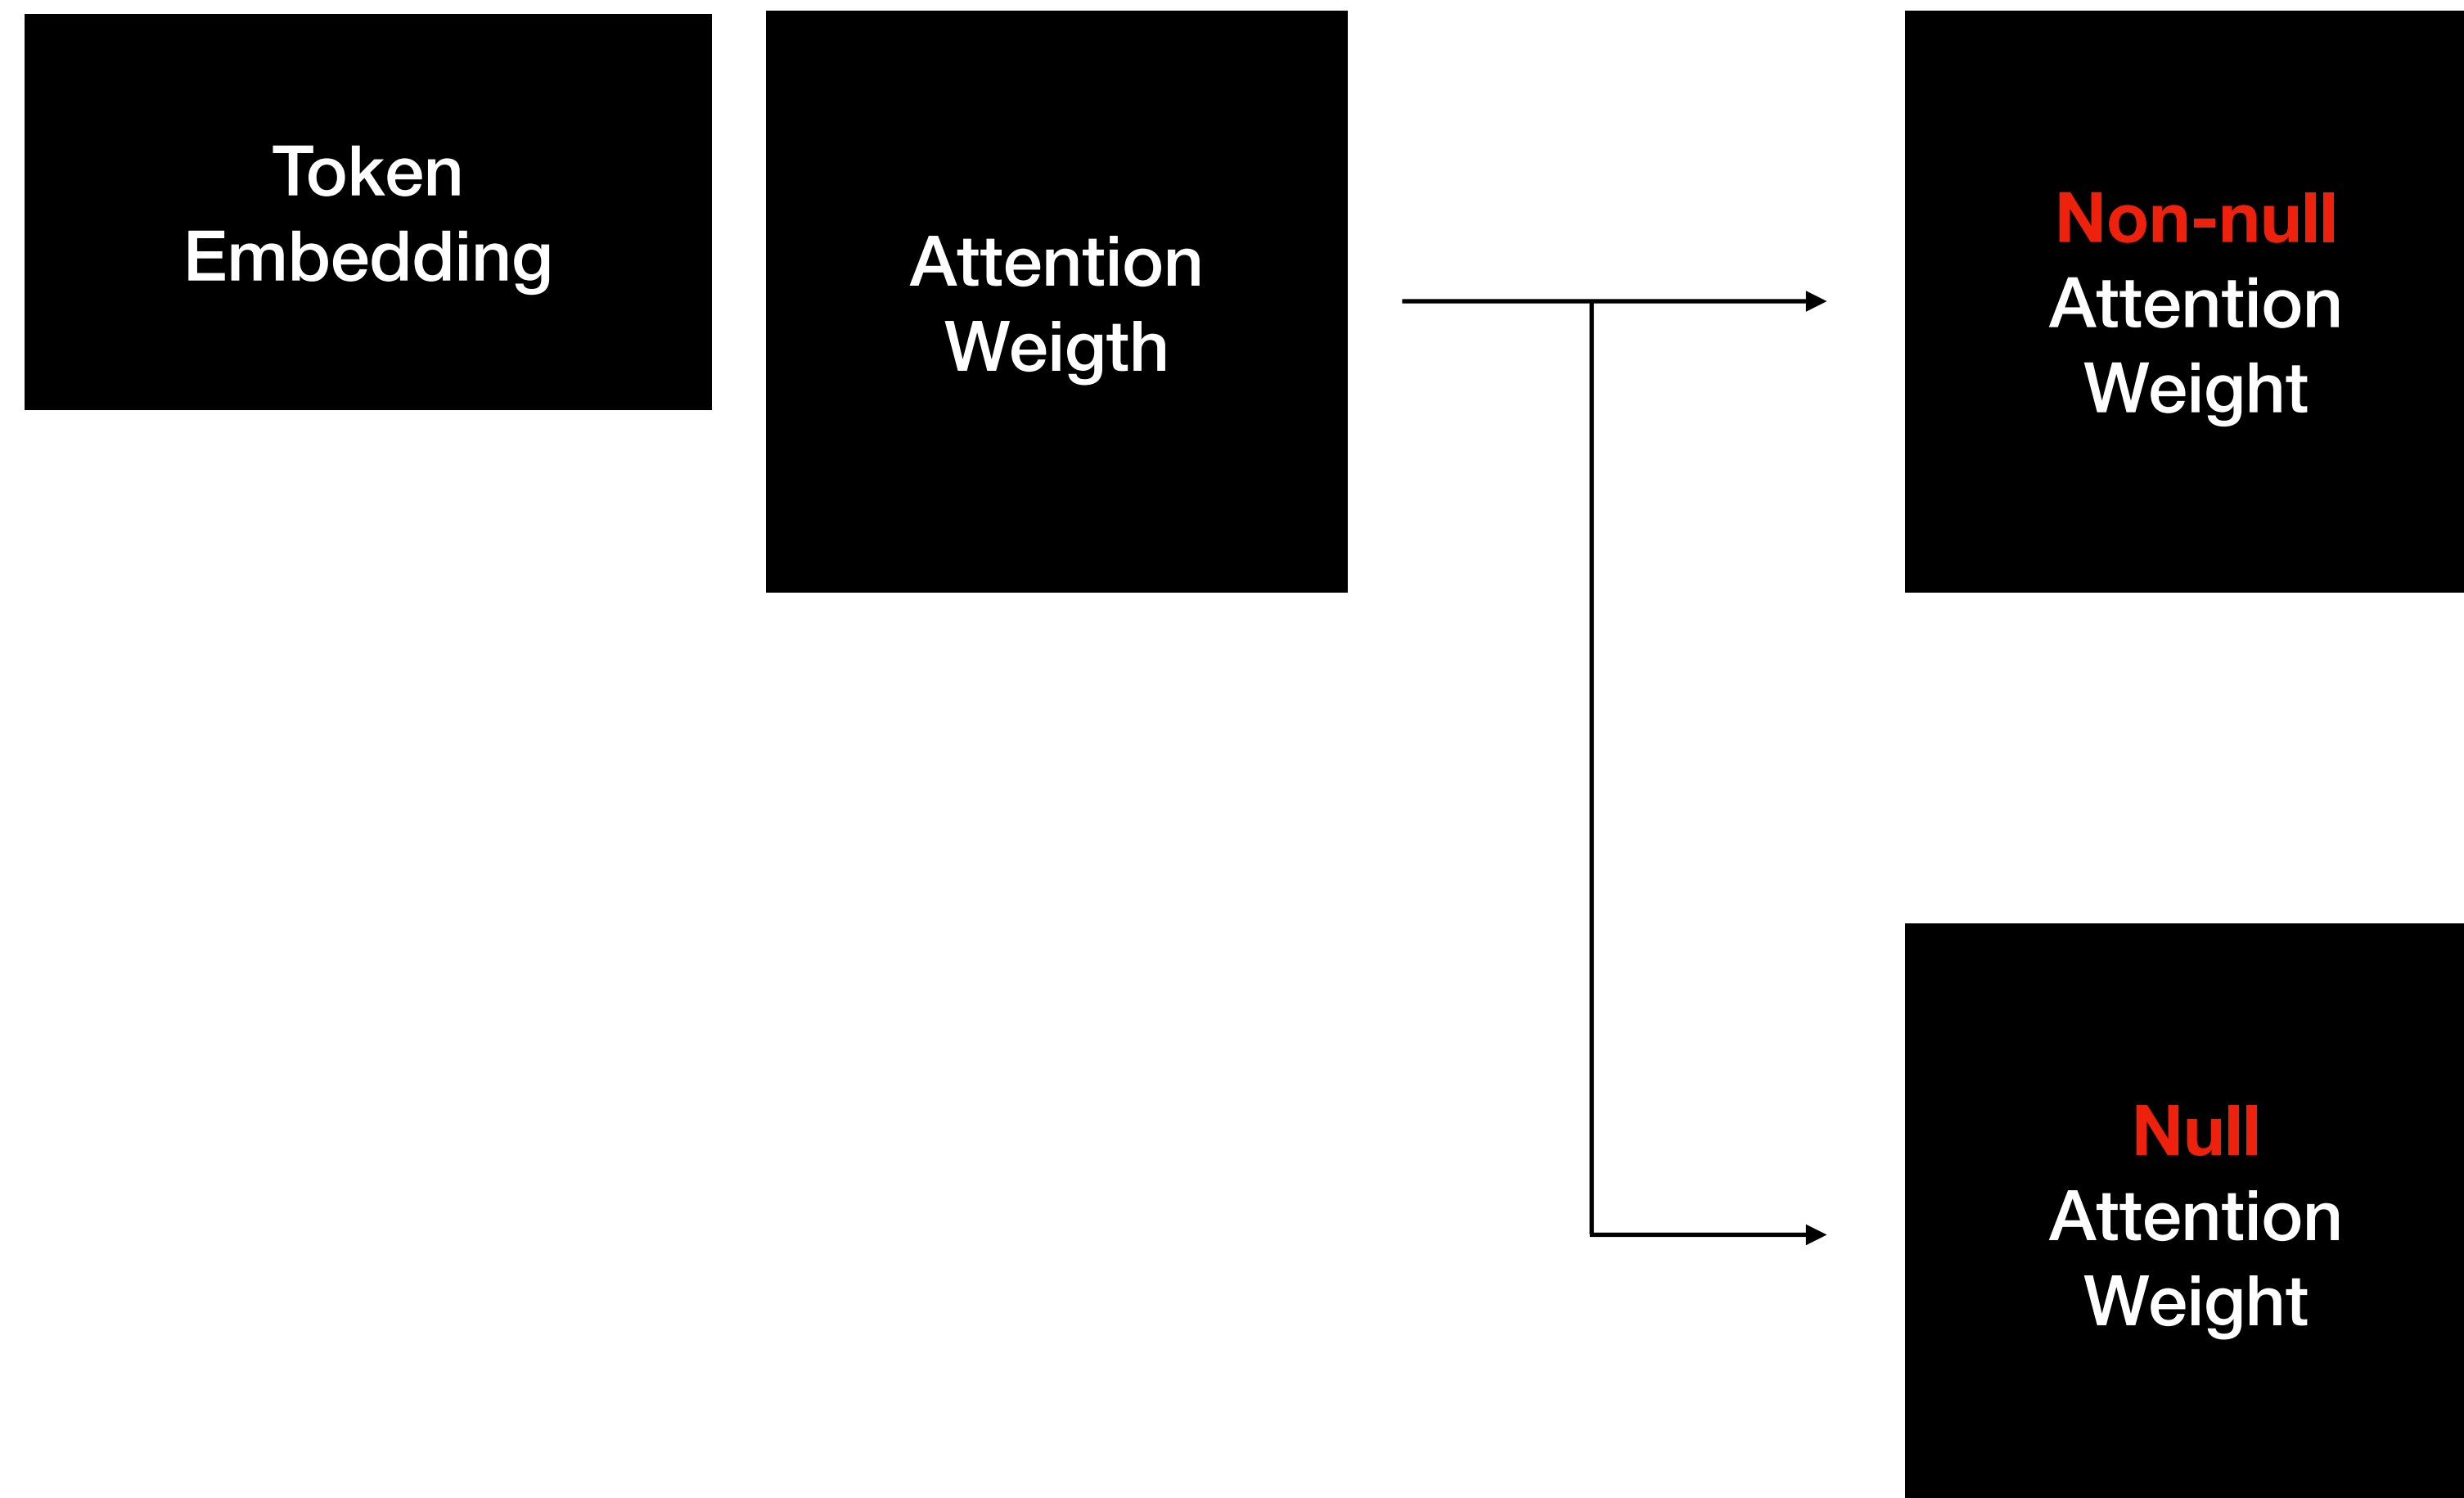 Token
Embedding
Attention
Weigth
Non-null
Attention
Weight
Null
Attention
Weight